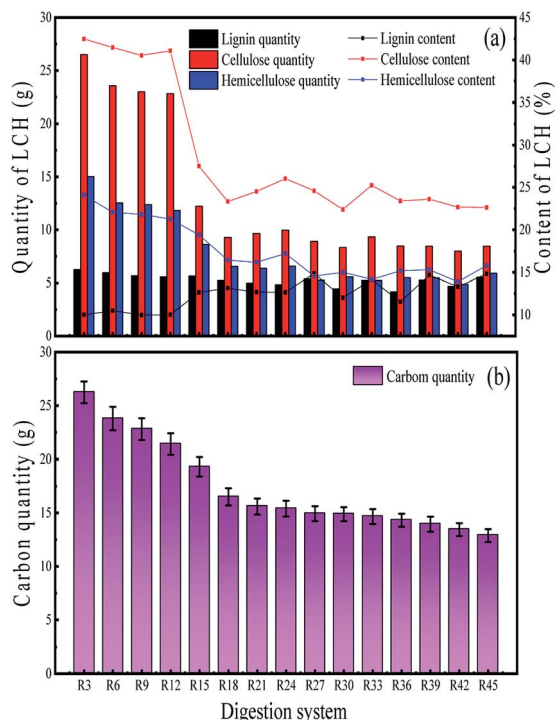 (a)
Lignin quantity
Cellulose quantity
Hemicellulose quantity
Lignin content
Cellulose content
Hemicellulose content
Quantity of LCH (g)
30
25
20
15
10
5
0
Content of LCH (%)
45
40
35
30
25
20
15
10
(b)
Carbom quantity
Carbon quantity (g)
30
25
20
15
10
5
0
R3 R6 R9 R12 R15 R18 R21 R24 R27 R30 R33 R36 R39 R42 R45
Digestion system